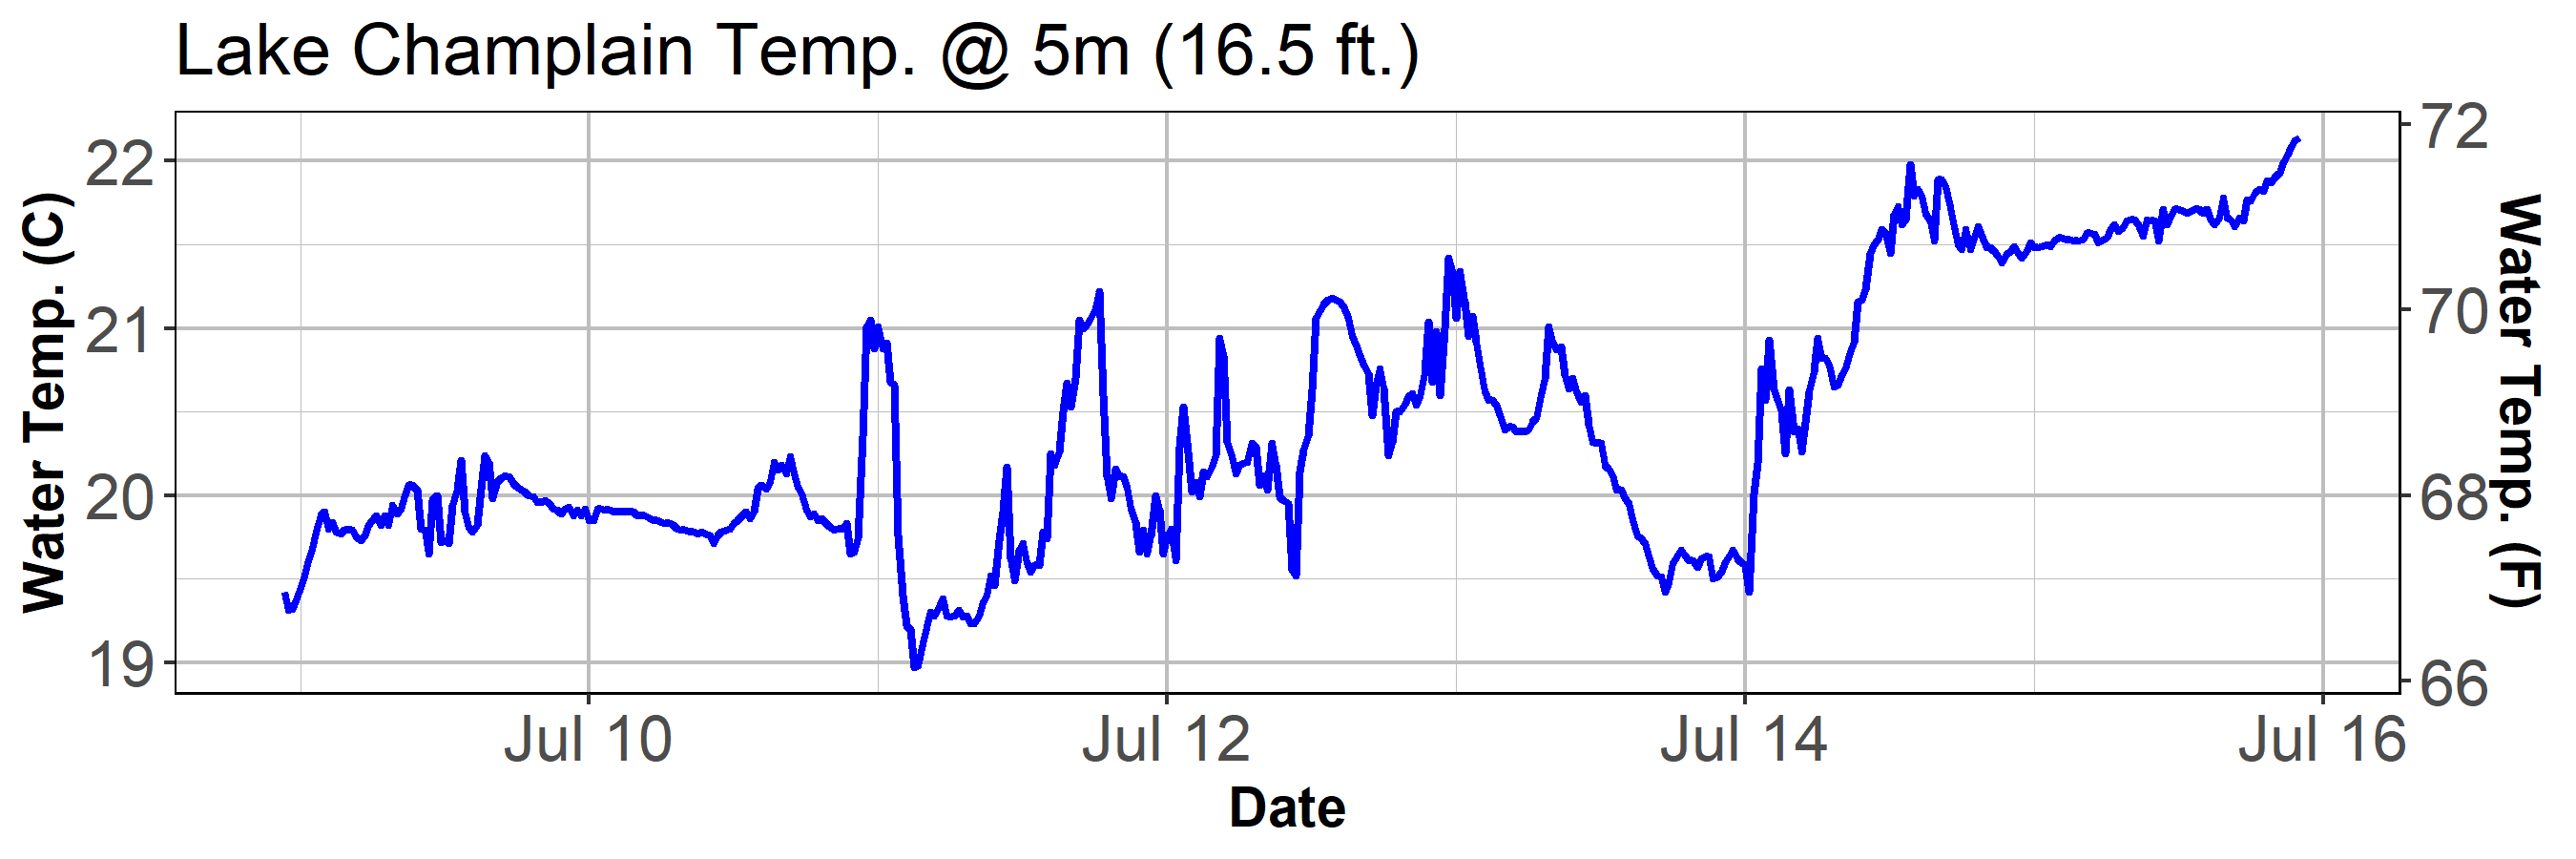 Lake Champlain Temp. @ 5m (16.5 ft.)
Water Temp. (C)
22
21
20
19
72
70
68
66
Water Temp. (F)
Jul 10
Jul 12
Jul 14
Jul 16
Date